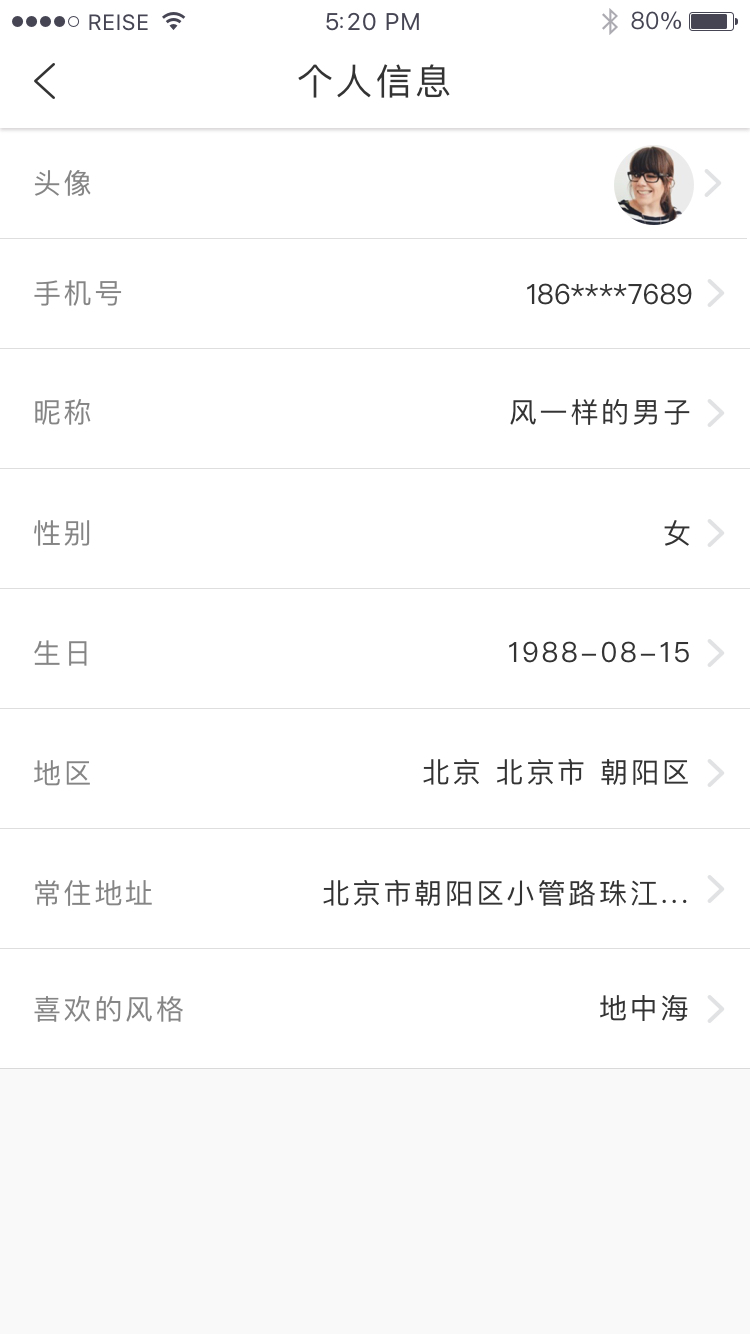 REISE 5:20 PM 80%
个人信息
头像
手机号 186****7689
昵称 风一样的男子
性别 女
生日 1988-08-15
地区 北京 北京市 朝阳区
常住地址 北京市朝阳区小管路珠江...
喜欢的风格 地中海